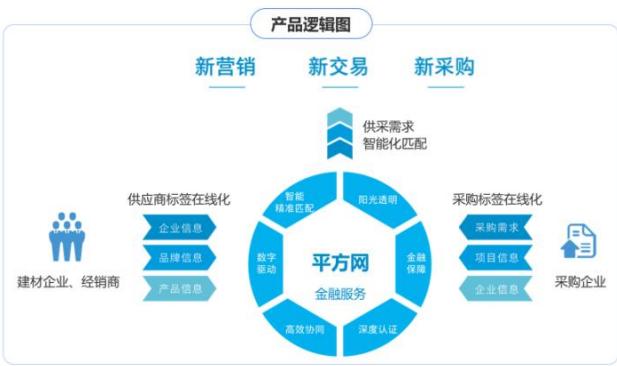 产品逻辑图
新营销
新交易
新采购
供采需求
智能化匹配
供应商标签在线化
企业信息
品牌信息
产品信息
建材企业、经销商
智能
精准匹配
阳光透明
数字
驱动
平方网
金融服务
金融
保障
高效协同
深度认证
采购标签在线化
采购需求
项目信息
企业信息
采购企业